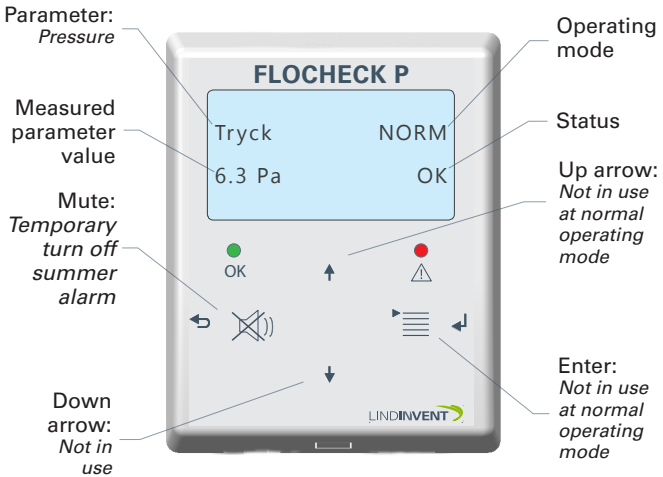 Parameter:
Pressure
Measured
parameter
value
Mute:
Temporary
turn off
summer
alarm
Down
arrow:
Not in
use
FLOCHECK P
Tryck NORM
6.3 Pa OK
OK
LINDINVENT
Operating
mode
Status
Up arrow:
Not in use
at normal
operating
mode
Enter:
Not in use
at normal
operating
mode